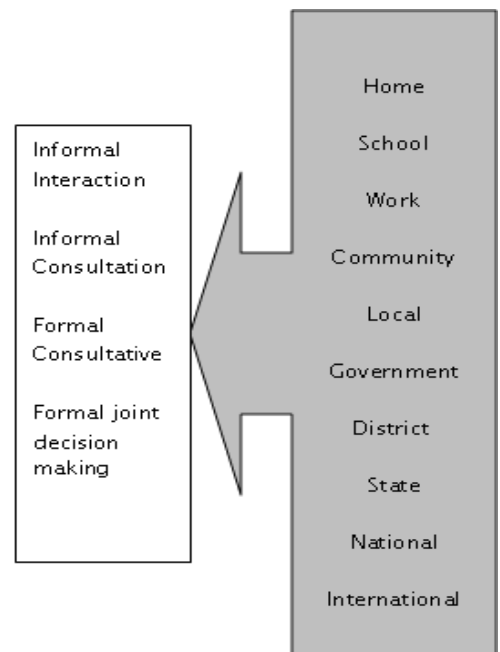 Informal
Interaction
Informal
Consultation
Formal
Consultative
Formal joint
decision
making
Home
School
Work
Community
Local
Government
District
State
National
International